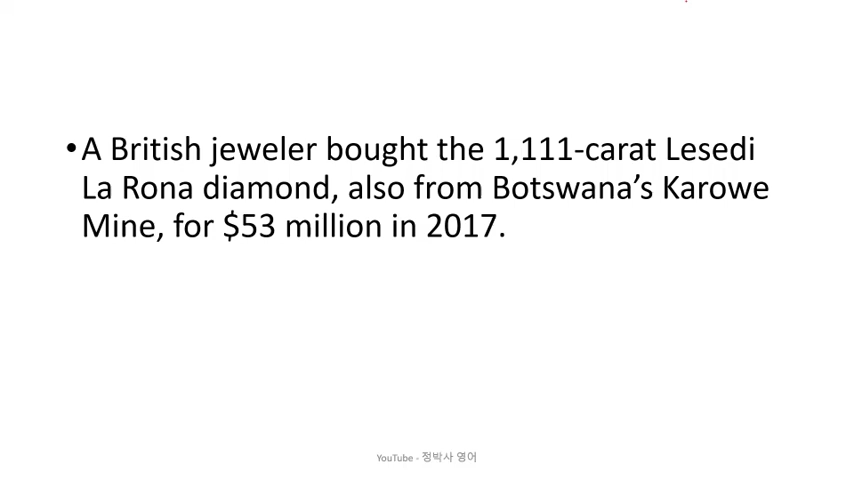 •A British jeweler bought the 1,111-carat Lesedi
La Rona diamond, also from Botswana’s Karowe
Mine, for $53 million in 2017.
YouTube - 정박사 영어